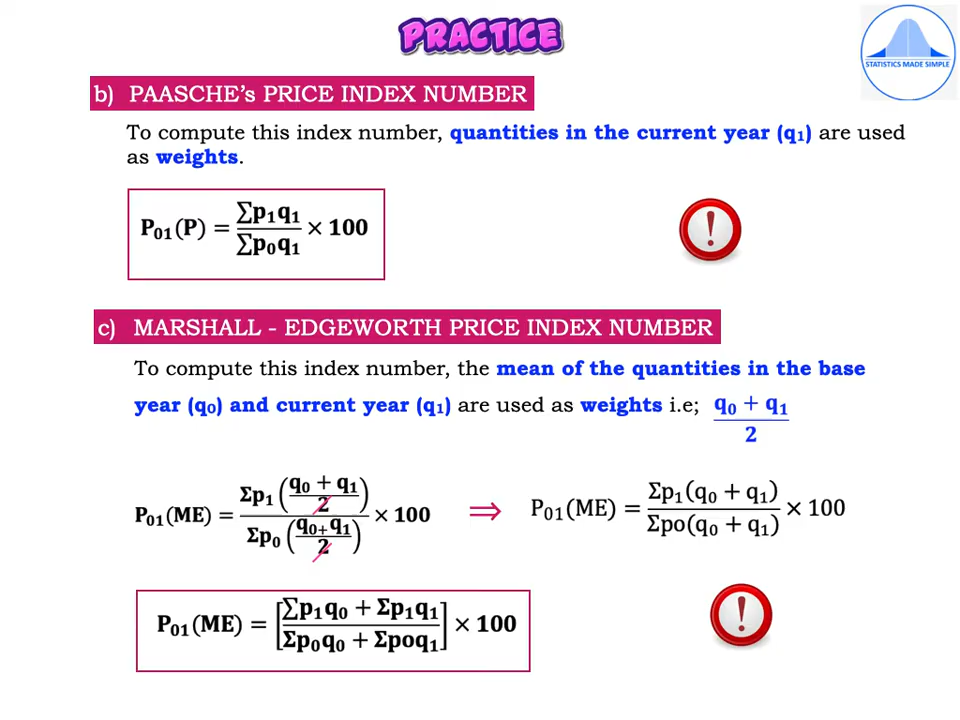 PRACTICE
STATISTICS MADE SIMPLE
b) PAASCHE's PRICE INDEX NUMBER
To compute this index number, quantities in the current year (q₁) are used
as weights.
P₀₁(P) = ∑p₁q₁ / ∑p₀q₁ × 100
c) MARSHALL - EDGEWORTH PRICE INDEX NUMBER
To compute this index number, the mean of the quantities in the base
year (q₀) and current year (q₁) are used as weights i.e; q₀ + q₁ / 2
P₀₁(ME) = Σp₁ (q₀ + q₁ / 2) / Σp₀ (q₀₊ q₁ / 2) × 100 ⇒ P₀₁(ME) = Σp₁(q₀ + q₁) / Σpo(q₀ + q₁) × 100
P₀₁(ME) = [∑p₁q₀ + Σp₁q₁ / Σp₀q₀ + Σpoq₁] × 100